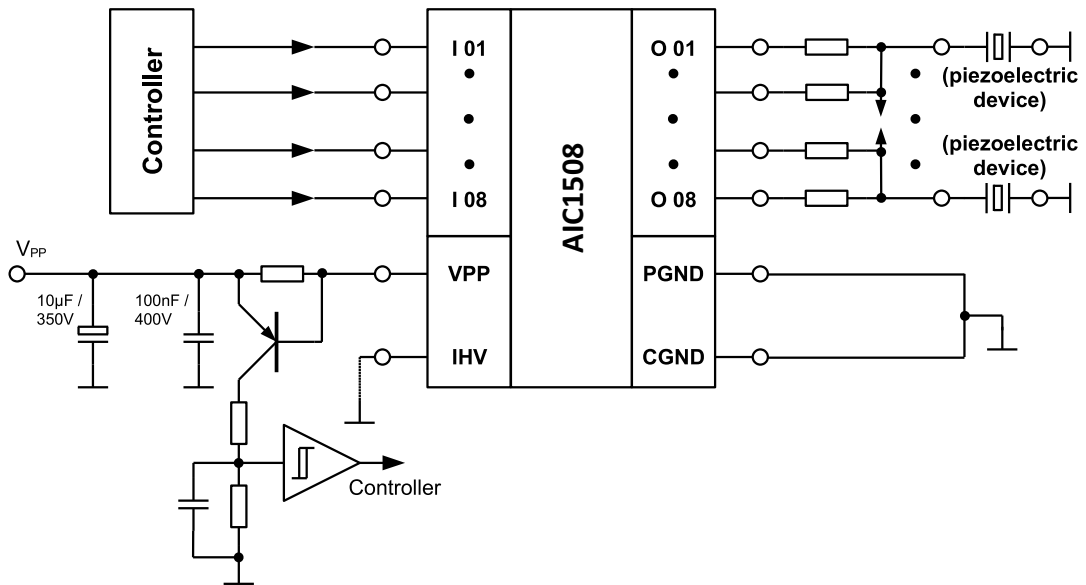 Controller
I 01
I 08
AIC1508
O 01
O 08
(piezoelectric
device)
(piezoelectric
device)
VPP
10µF /
350V
100nF /
400V
VPP
IHV
PGND
CGND
Controller